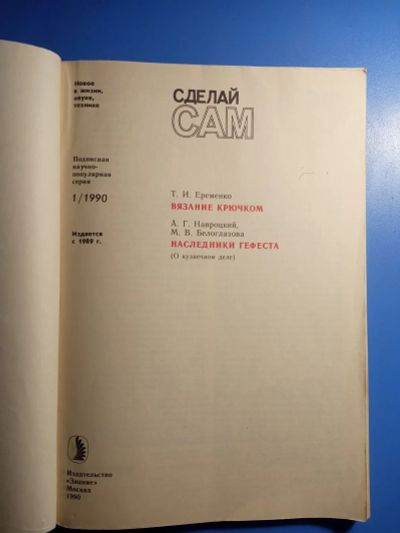 Новое
в жизни,
науке,
технике
СДЕЛАЙ
САМ
Подписная
научно-
популярная
серия
1/1990
Издается
с 1989 г.
Т. И. Еременко
ВЯЗАНИЕ КРЮЧКОМ
А. Г. Навроцкий,
М. В. Белоглазова
НАСЛЕДНИКИ ГЕФЕСТА
(О кузнечном деле)
Издательство
«Знание»
Москва
1990